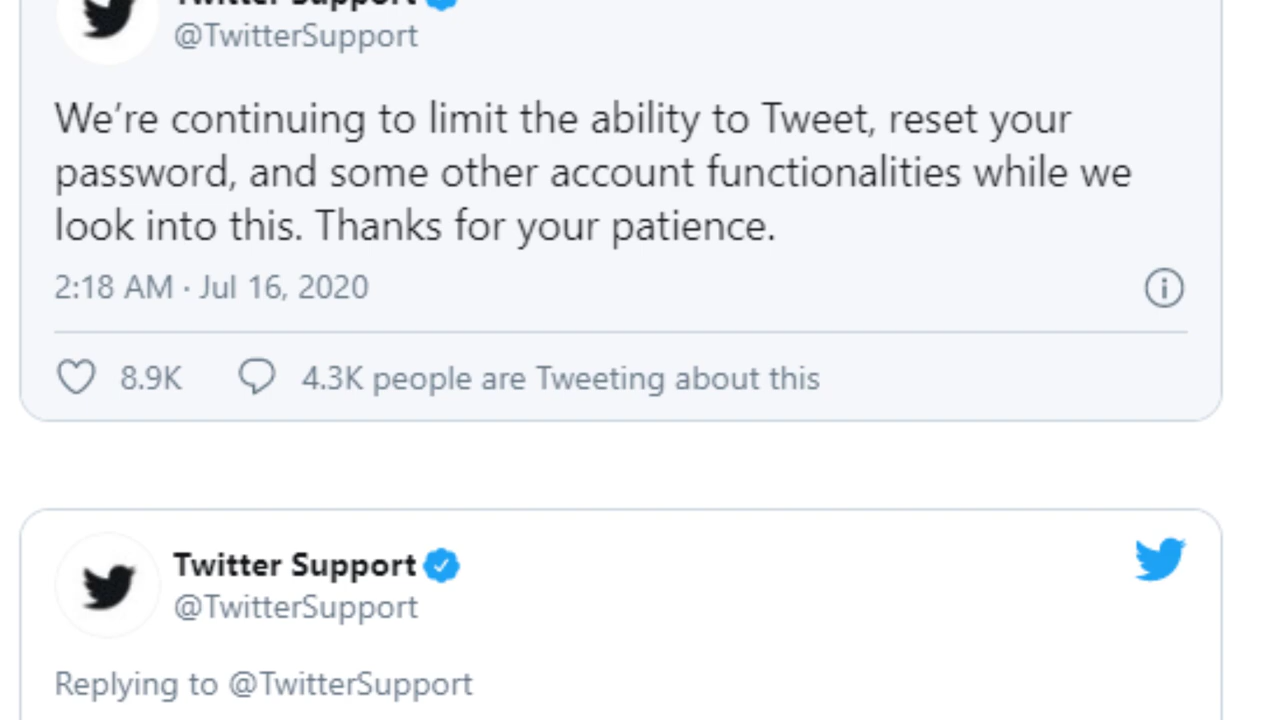 Twitter Support
@TwitterSupport
We're continuing to limit the ability to Tweet, reset your
password, and some other account functionalities while we
look into this. Thanks for your patience.
2:18 AM · Jul 16, 2020
8.9K 4.3K people are Tweeting about this
Twitter Support
@TwitterSupport
Replying to @TwitterSupport